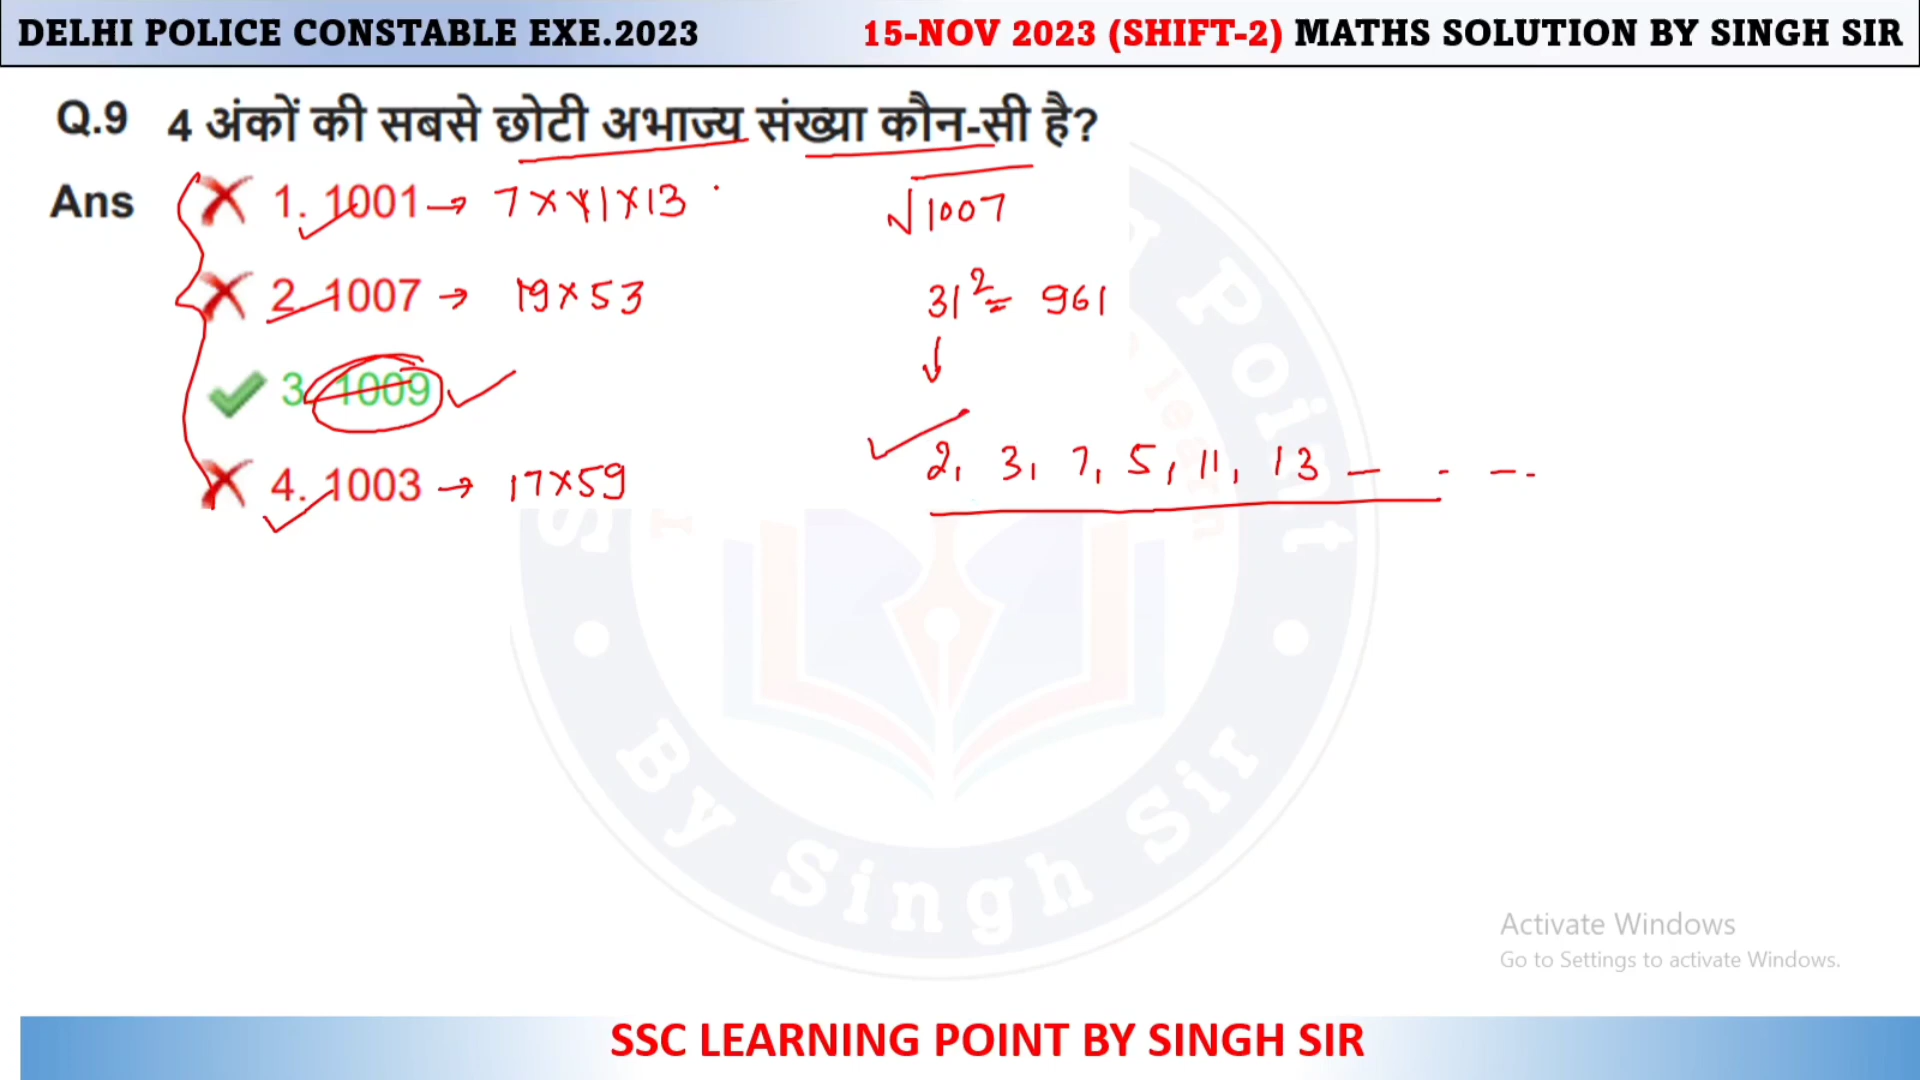 DELHI POLICE CONSTABLE EXE.2023 15-NOV 2023 (SHIFT-2) MATHS SOLUTION BY SINGH SIR
Q.9 4 अंकों की सबसे छोटी अभाज्य संख्या कौन-सी है?
Ans 1. 1001 → 7 × 11 × 13
√1007
2. 1007 → 19 × 53
31² = 961
3. 1009
4. 1003 → 17 × 59
2, 3, 7, 5, 11, 13 – - – -
By Singh Sir
Activate Windows
Go to Settings to activate Windows.
SSC LEARNING POINT BY SINGH SIR